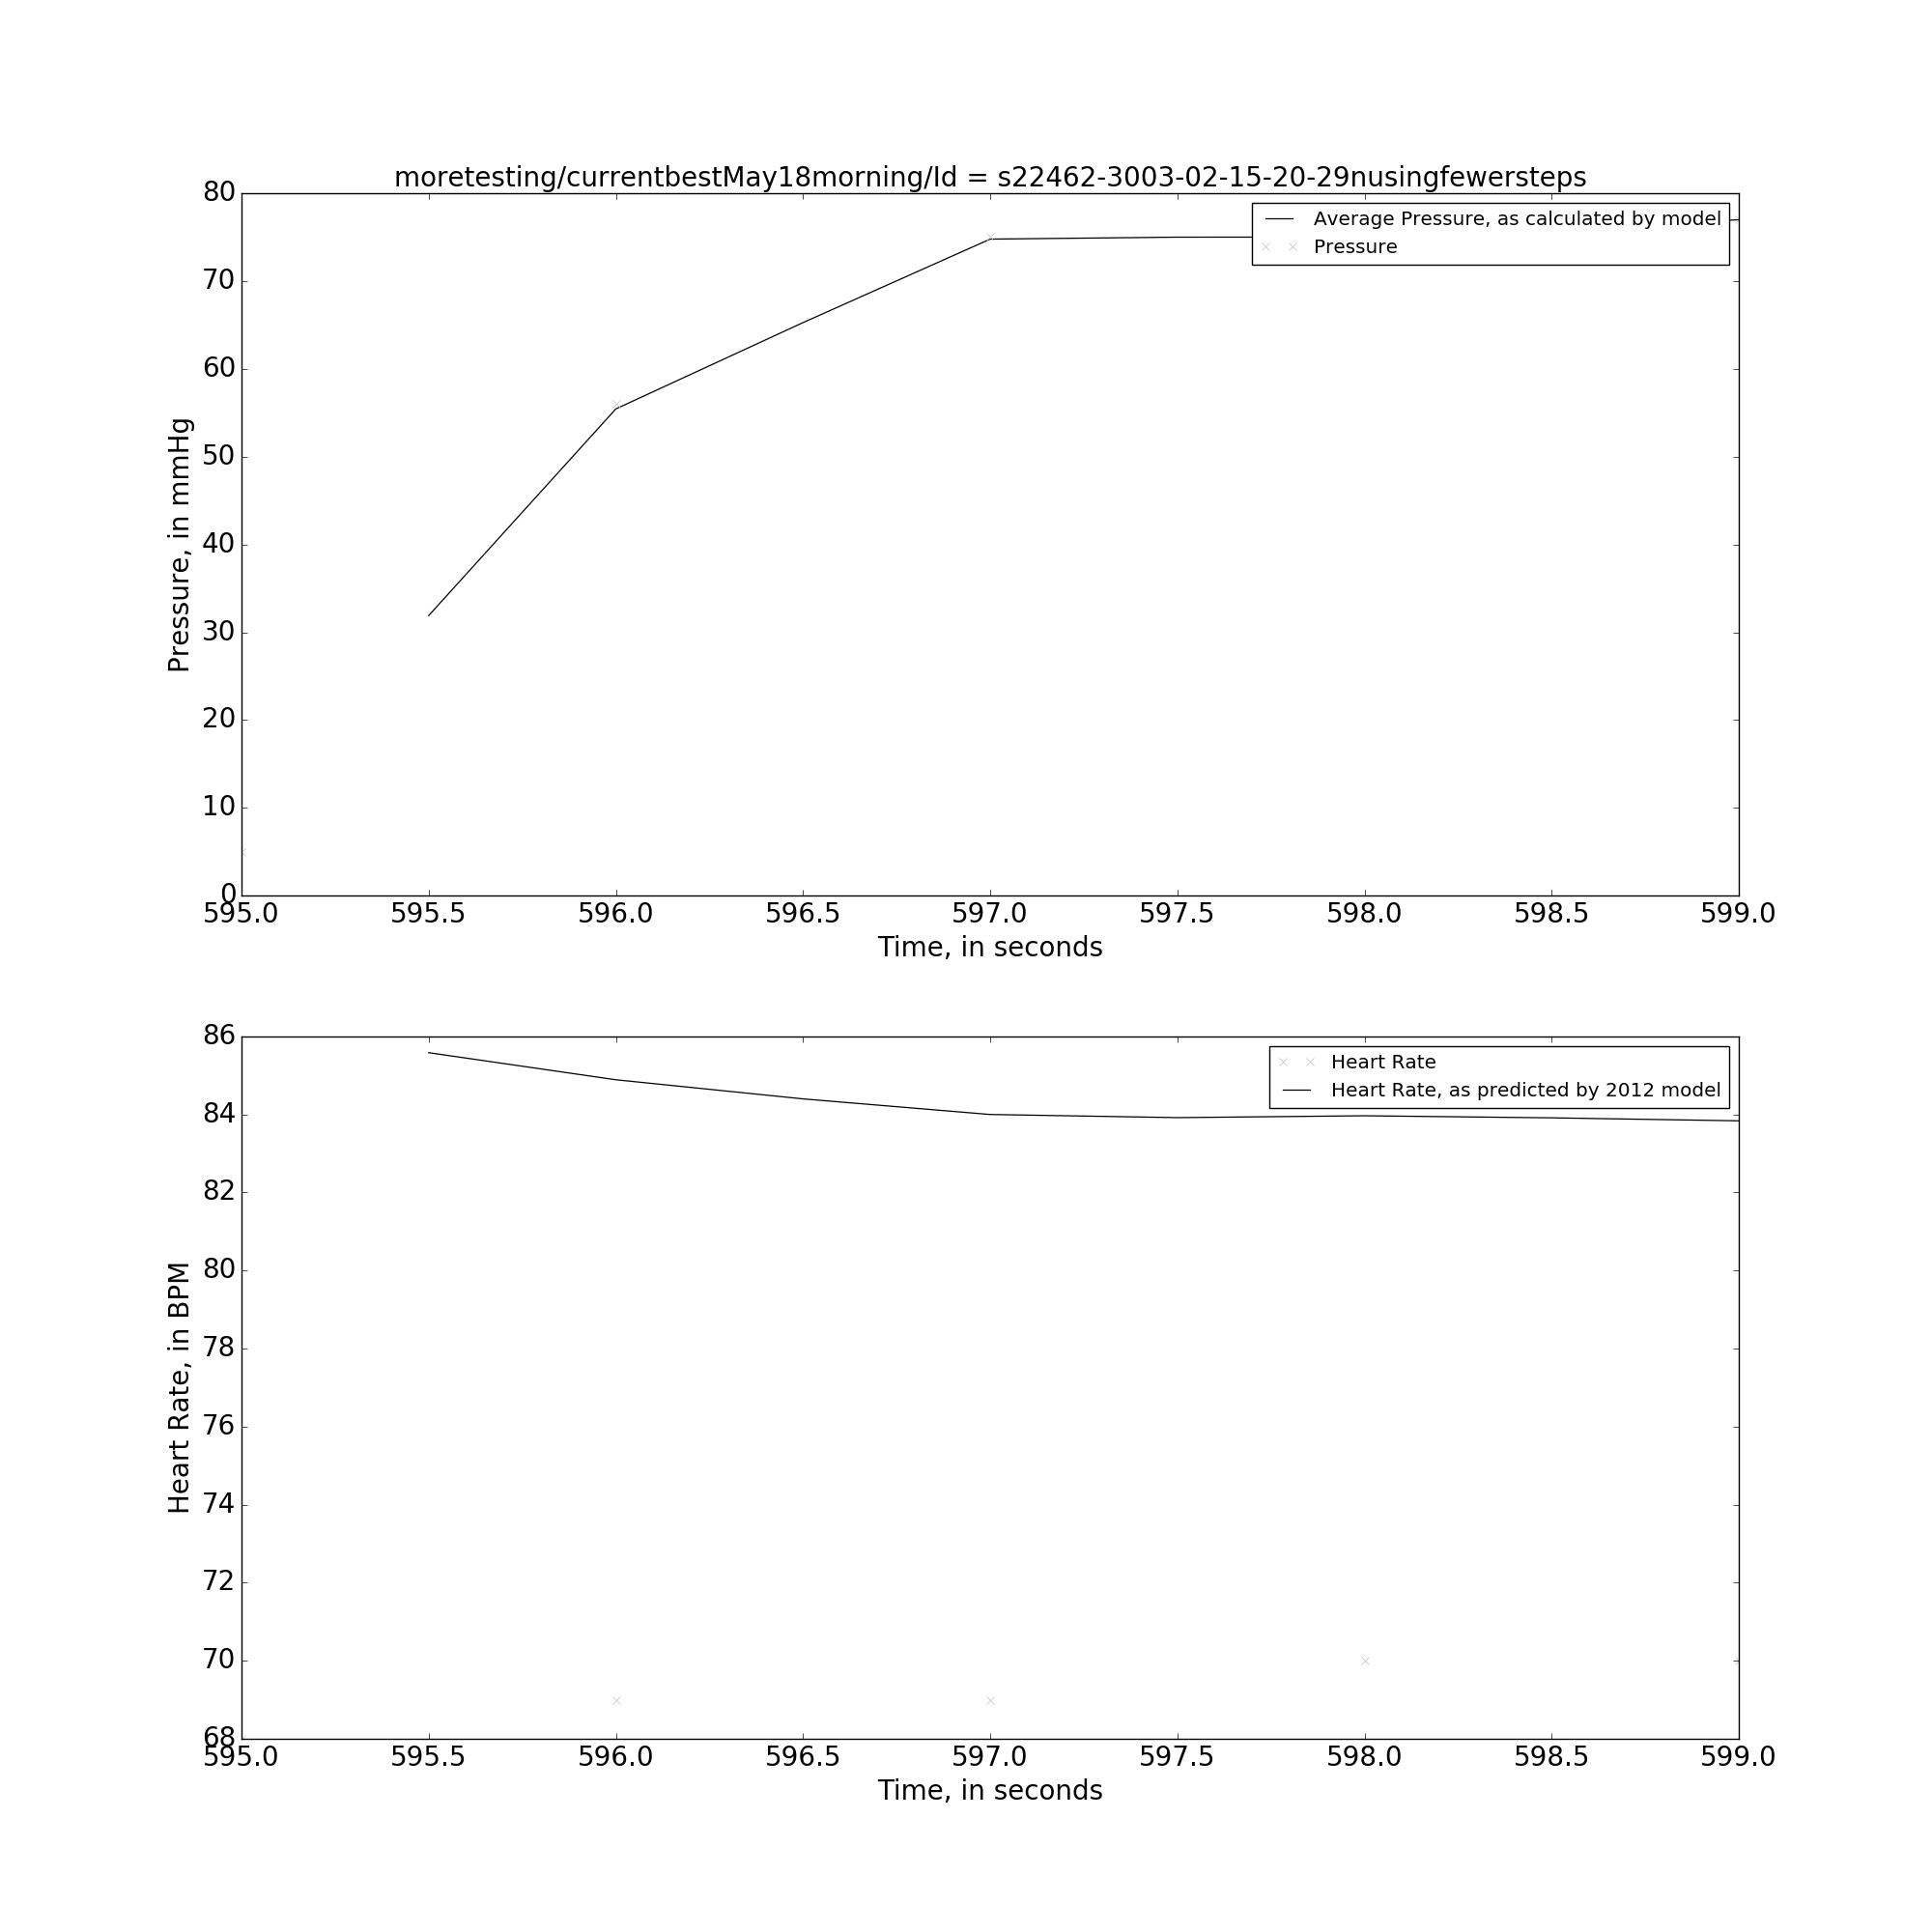 moretesting/currentbestMay18morning/Id = s22462-3003-02-15-20-29nusingfewersteps
80
70
60
50
40
30
20
10
0
Pressure, in mmHg
Average Pressure, as calculated by model
Pressure
595.0 595.5 596.0 596.5 597.0 597.5 598.0 598.5 599.0
Time, in seconds
86
84
82
80
78
76
74
72
70
68
Heart Rate, in BPM
Heart Rate
Heart Rate, as predicted by 2012 model
595.0 595.5 596.0 596.5 597.0 597.5 598.0 598.5 599.0
Time, in seconds